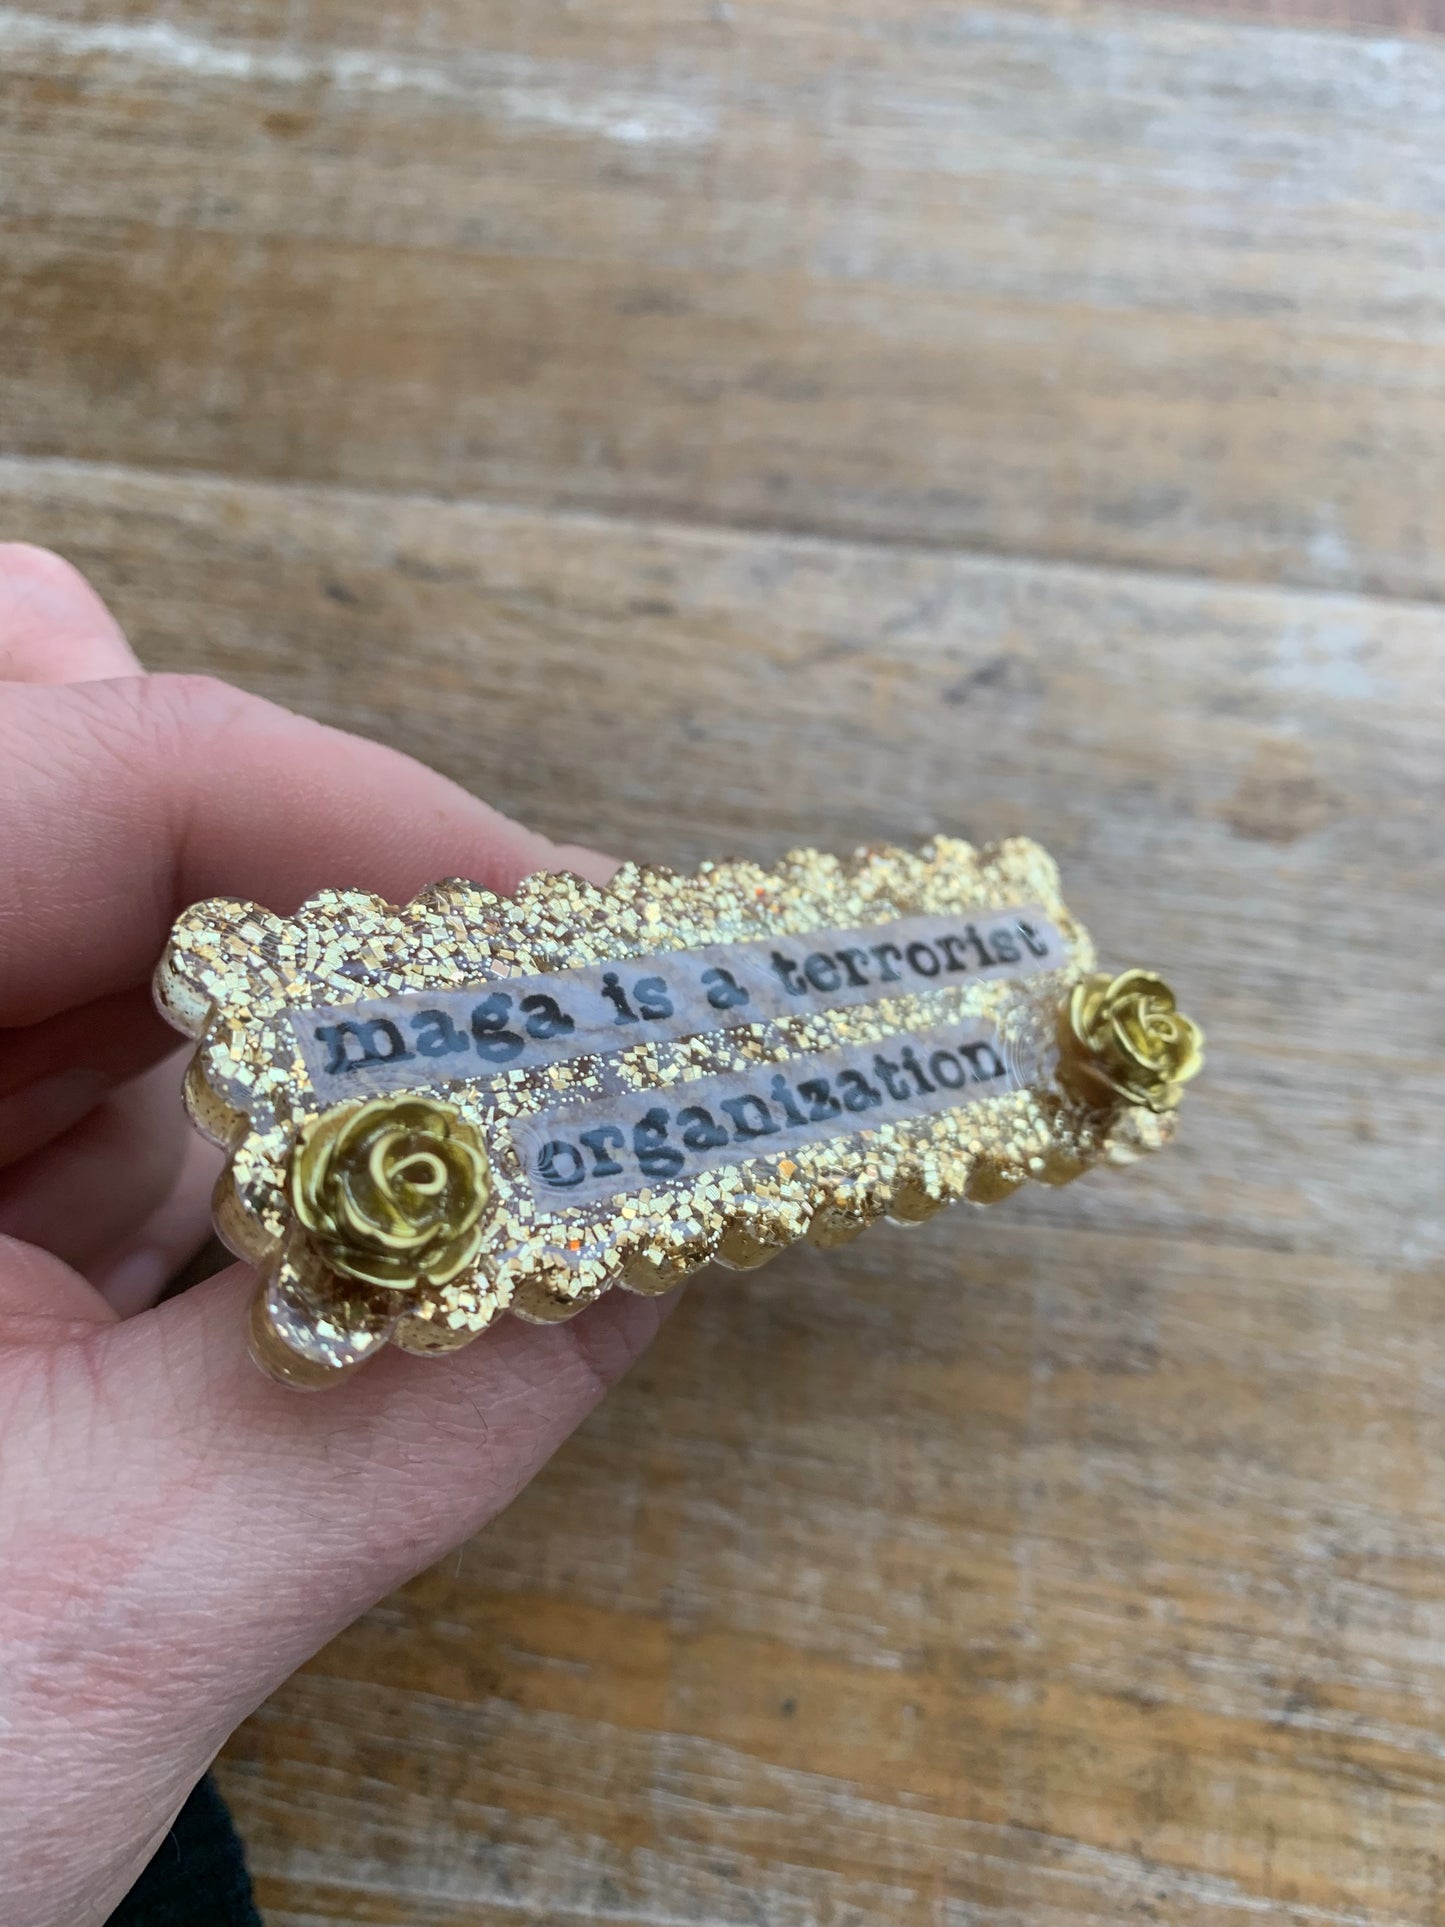 maga is a terrorist
organization